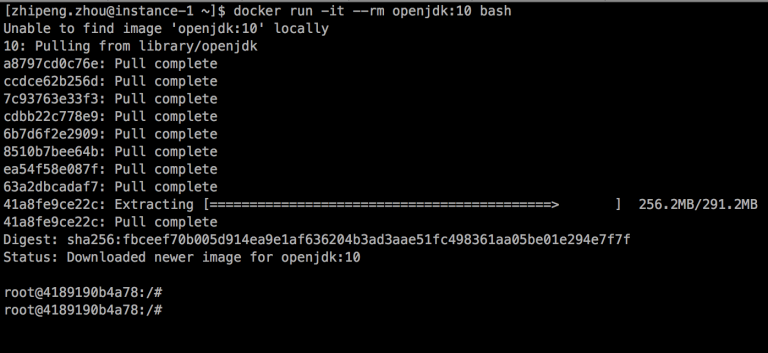 [zhipeng.zhou@instance-1 ~]$ docker run -it --rm openjdk:10 bash
Unable to find image 'openjdk:10' locally
10: Pulling from library/openjdk
a8797cd0c76e: Pull complete
ccdce62b256d: Pull complete
7c93763e33f3: Pull complete
cdbb22c778e9: Pull complete
6b7d6f2e2909: Pull complete
8510b7bee64b: Pull complete
ea54f58e087f: Pull complete
63a2dbcadaf7: Pull complete
41a8fe9ce22c: Extracting [===========================================>       ]  256.2MB/291.2MB
41a8fe9ce22c: Pull complete
Digest: sha256:fbceef70b005d914ea9e1af636204b3ad3aae51fc498361aa05be01e294e7f7f
Status: Downloaded newer image for openjdk:10
root@4189190b4a78:/#
root@4189190b4a78:/#